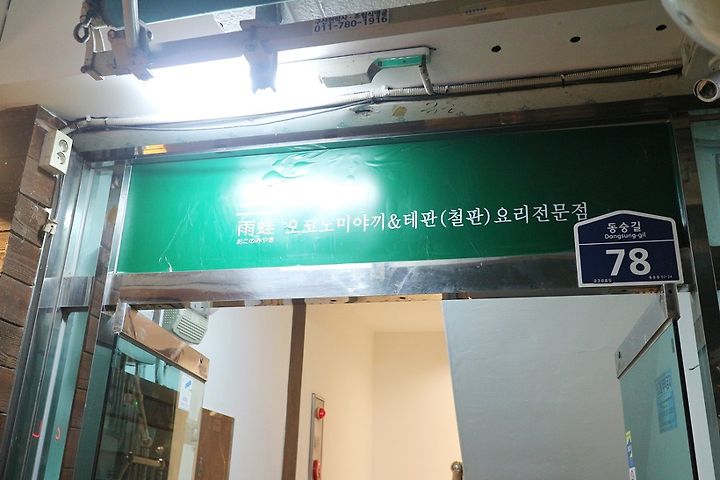 011-780-1916
雨蛙 오코노미야끼&테판(철판)요리전문점
おこのみやき
동숭길
Dongsung-gil
78